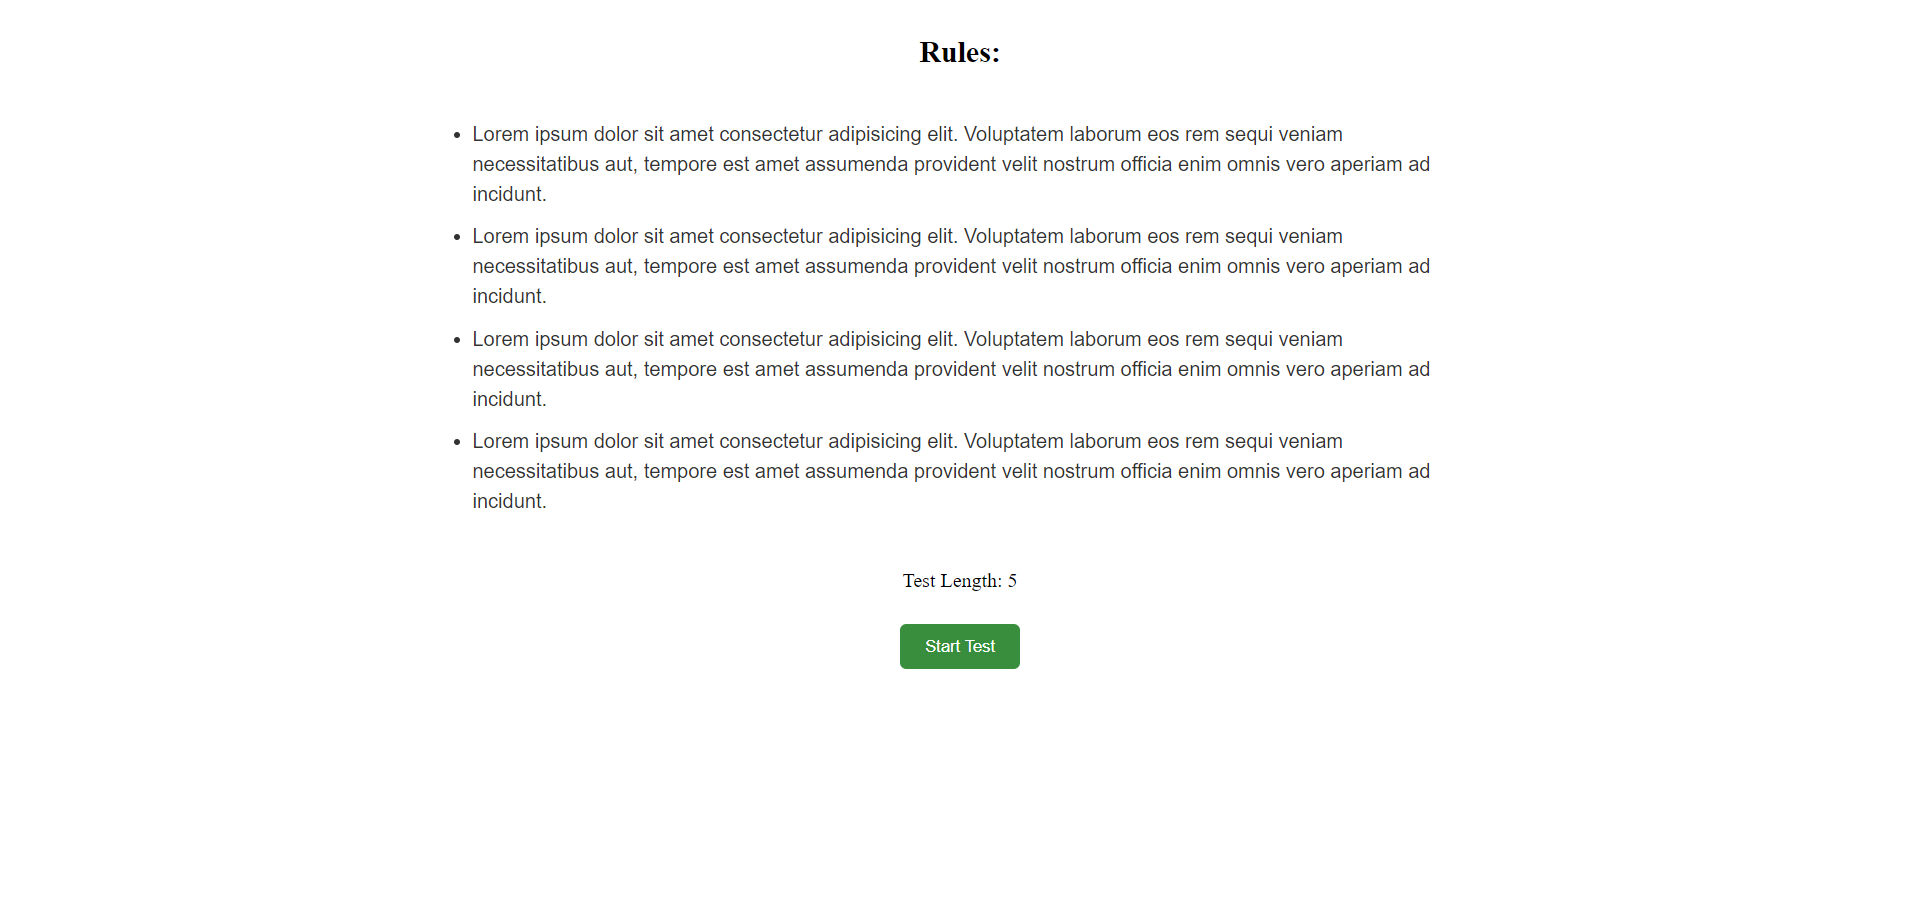 Rules:
Lorem ipsum dolor sit amet consectetur adipisicing elit. Voluptatem laborum eos rem sequi veniam
necessitatibus aut, tempore est amet assumenda provident velit nostrum officia enim omnis vero aperiam ad
incidunt.
Lorem ipsum dolor sit amet consectetur adipisicing elit. Voluptatem laborum eos rem sequi veniam
necessitatibus aut, tempore est amet assumenda provident velit nostrum officia enim omnis vero aperiam ad
incidunt.
Lorem ipsum dolor sit amet consectetur adipisicing elit. Voluptatem laborum eos rem sequi veniam
necessitatibus aut, tempore est amet assumenda provident velit nostrum officia enim omnis vero aperiam ad
incidunt.
Lorem ipsum dolor sit amet consectetur adipisicing elit. Voluptatem laborum eos rem sequi veniam
necessitatibus aut, tempore est amet assumenda provident velit nostrum officia enim omnis vero aperiam ad
incidunt.
Test Length: 5
Start Test